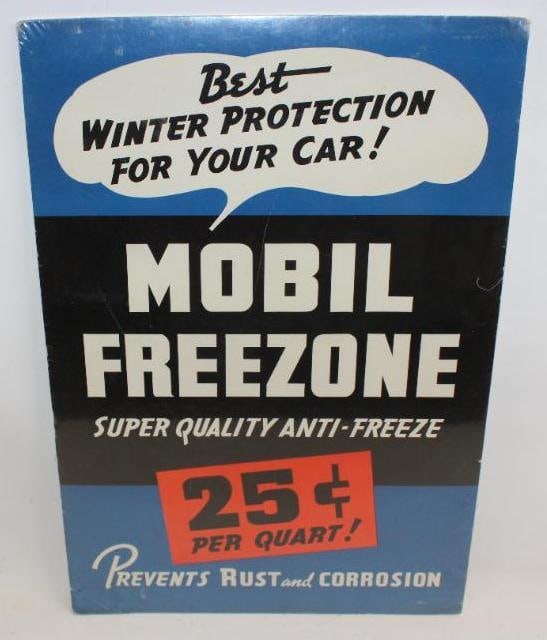 Best
WINTER PROTECTION
FOR YOUR CAR!
MOBIL
FREEZONE
SUPER QUALITY ANTI-FREEZE
25¢
PER QUART!
PREVENTS RUST and CORROSION